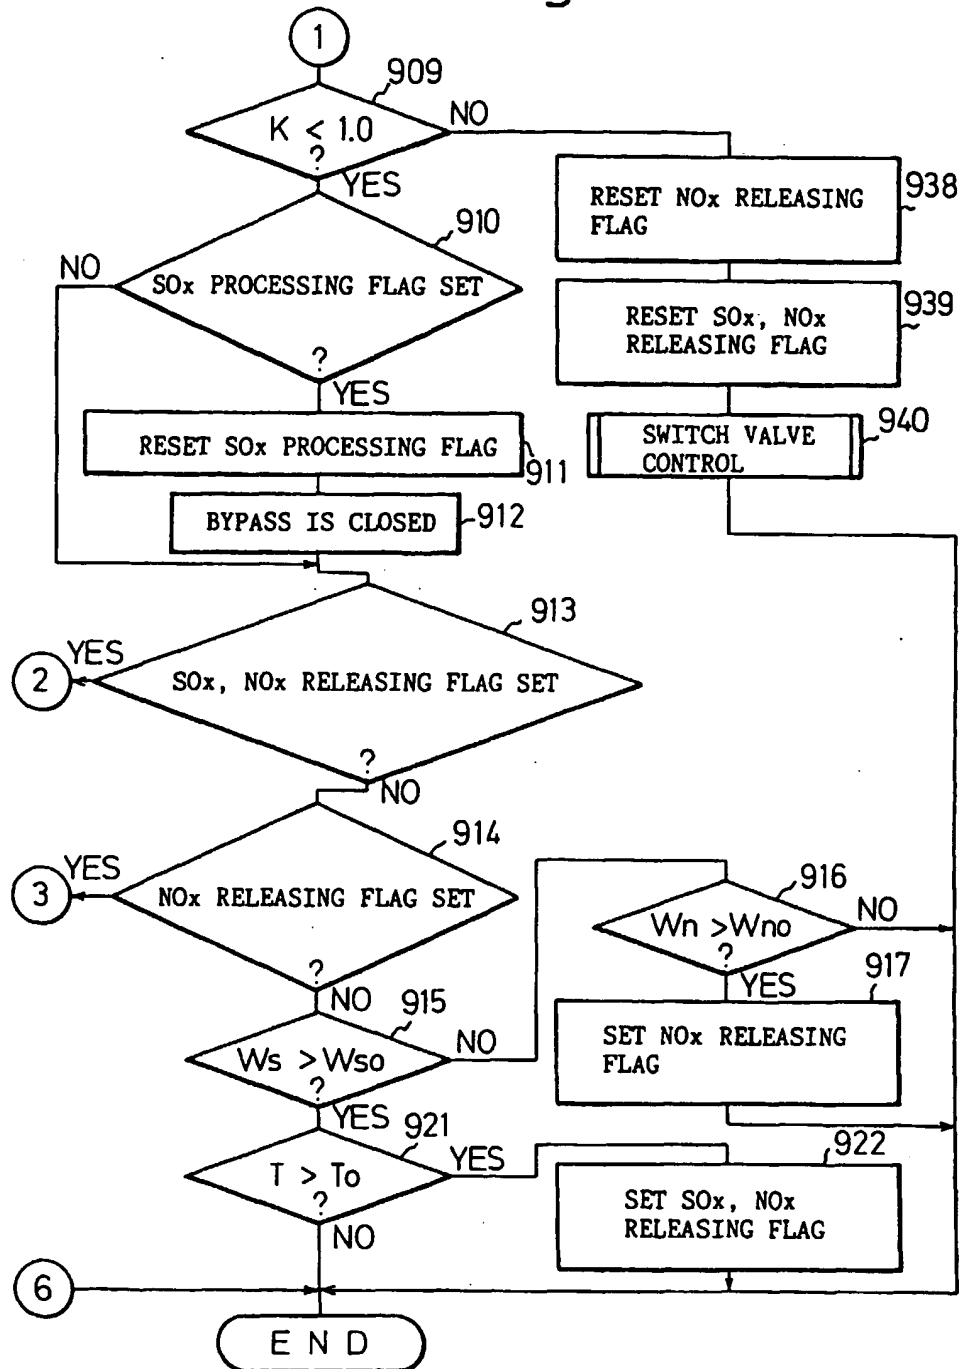 1
909
K < 1.0
?
NO
YES
938
RESET NOx RELEASING
FLAG
910
NO
SOx PROCESSING FLAG SET
?
YES
939
RESET SOx, NOx
RELEASING FLAG
RESET SOx PROCESSING FLAG
911
940
SWITCH VALVE
CONTROL
BYPASS IS CLOSED
912
913
YES
2
SOx, NOx RELEASING FLAG SET
?
NO
914
YES
3
NOx RELEASING FLAG SET
?
NO
916
Wn >Wno
?
NO
YES
917
SET NOx RELEASING
FLAG
915
Ws >Wso
?
NO
YES
921
T > To
?
YES
NO
922
SET SOx, NOx
RELEASING FLAG
6
END